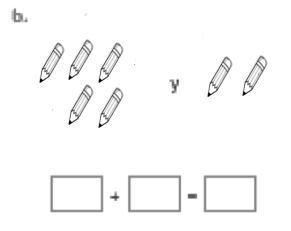 b.
y
+ =